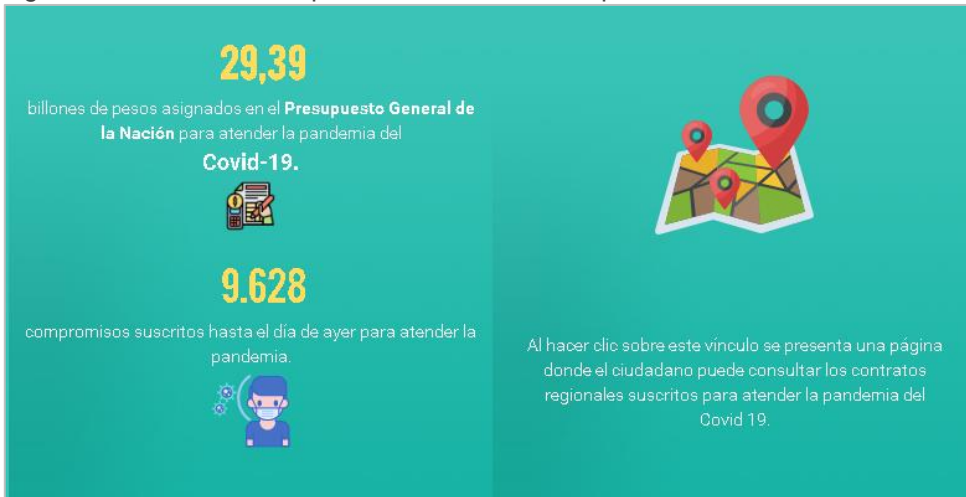 29,39
billones de pesos asignados en el Presupuesto General de
la Nación para atender la pandemia del
Covid-19.
9.628
compromisos suscritos hasta el día de ayer para atender la
pandemia.
Al hacer clic sobre este vínculo se presenta una página
donde el ciudadano puede consultar los contratos
regionales suscritos para atender la pandemia del
Covid 19.